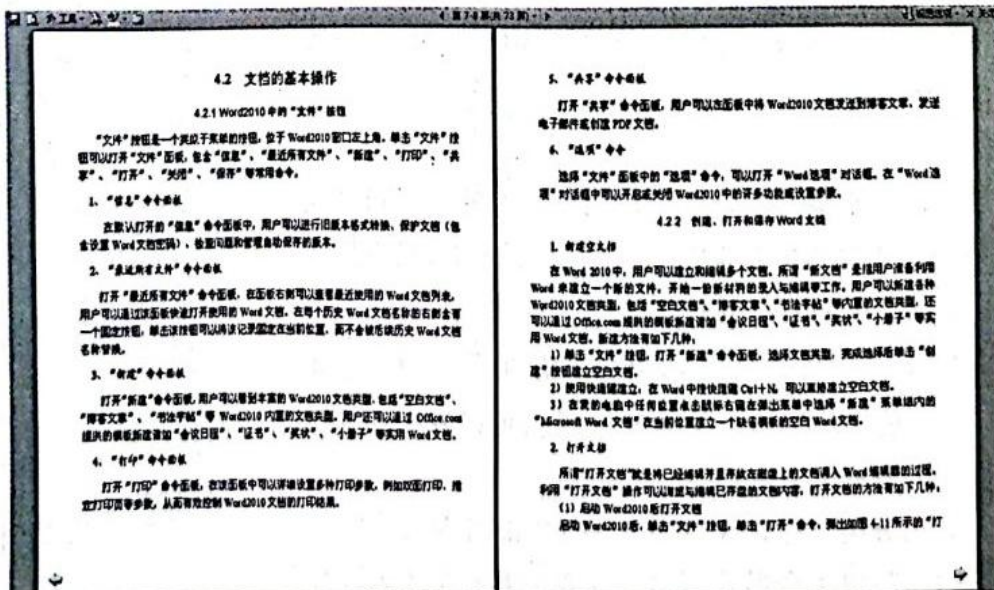 工具
第 7-8 页(共 73 页)
4.2 文档的基本操作
4.2.1 Word2010 中的“文件”按钮
“文件”按钮是一个类似于菜单的按钮，位于 Word2010 窗口左上角。单击“文件”按
钮可以打开“文件”面板，包含“信息”、“最近所有文件”、“新建”、“打印”、“共
享”、“打开”、“关闭”、“保存”等常用命令。
1、“信息”命令面板
在默认打开的“信息”命令面板中，用户可以进行旧版本格式转换、保护文档（包
含设置 Word 文档密码）、检查问题和管理自动保存的版本。
2、“最近所有文件”命令面板
打开“最近所有文件”命令面板，在面板右侧可以查看最近使用的 Word 文档列表，
用户可以通过该面板快速打开使用的 Word 文档。在每个历史 Word 文档名称的右侧含有
一个固定按钮，单击该按钮可以将该记录固定在当前位置，而不会被后续历史 Word 文档
名称替换。
3、“新建”命令面板
打开“新建”命令面板，用户可以看到丰富的 Word2010 文档类型，包括“空白文档”、
“博客文章”、“书法字帖”等 Word2010 内置的文档类型。用户还可以通过 Office.com
提供的模板新建诸如“会议日程”、“证书”、“奖状”、“小册子”等实用 Word 文档。
4、“打印”命令面板
打开“打印”命令面板，在该面板中可以详细设置多种打印参数，例如双面打印、指
定打印页等参数，从而有效控制 Word2010 文档的打印结果。
5、“共享”命令面板
打开“共享”命令面板，用户可以在面板中将 Word2010 文档发送到博客文章、发送
电子邮件或创建 PDF 文档。
6、“选项”命令
选择“文件”面板中的“选项”命令，可以打开“Word 选项”对话框。在“Word 选
项”对话框中可以开启或关闭 Word2010 中的许多功能或设置参数。
4.2.2 创建、打开和保存 Word 文档
1. 新建空文档
在 Word 2010 中，用户可以建立和编辑多个文档。所谓“新文档”是指用户准备利用
Word 来建立一个新的文件，开始一份新材料的录入与编辑等工作。用户可以新建各种
Word2010 文档类型，包括“空白文档”、“博客文章”、“书法字帖”等内置的文档类型，还
可以通过 Office.com 提供的模板新建诸如“会议日程”、“证书”、“奖状”、“小册子”等实
用 Word 文档。新建方法有如下几种：
1）单击“文件”按钮，打开“新建”命令面板，选择文档类型，完成选择后单击“创
建”按钮建立空白文档。
2）使用快捷键建立，在 Word 中按快捷键 Ctrl+N，可以直接建立空白文档。
3）在我的电脑中任何位置点击鼠标右键在弹出菜单中选择“新建”菜单组内的
“Microsoft Word 文档”在当前位置建立一个缺省模板的空白 Word 文档。
2. 打开文档
所谓“打开文档”就是将已经编辑并且存放在磁盘上的文档调入 Word 编辑器的过程。
利用“打开文档”操作可以浏览与编辑已存盘的文档内容，打开文档的方法有如下几种：
（1）启动 Word2010 后打开文档
启动 Word2010 后，单击“文件”按钮，单击“打开”命令，弹出如图 4-11 所示的“打